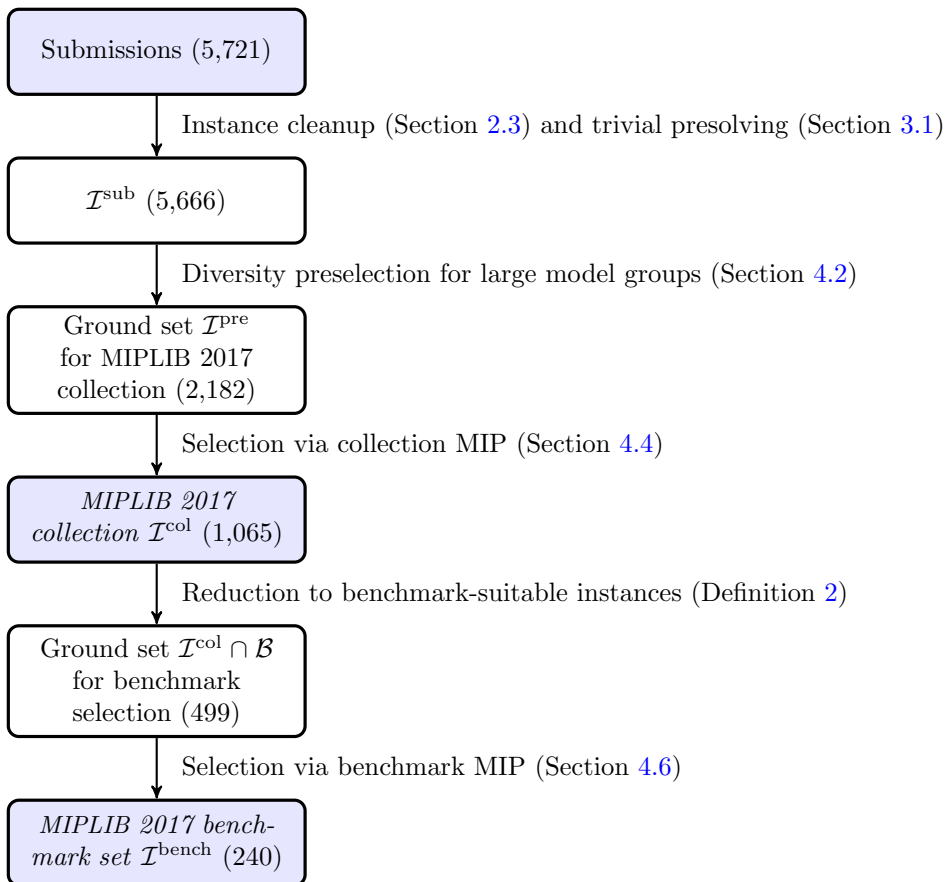 Submissions (5,721)
Instance cleanup (Section 2.3) and trivial presolving (Section 3.1)
𝓘^sub (5,666)
Diversity preselection for large model groups (Section 4.2)
Ground set 𝓘^pre
for MIPLIB 2017
collection (2,182)
Selection via collection MIP (Section 4.4)
MIPLIB 2017
collection 𝓘^col (1,065)
Reduction to benchmark-suitable instances (Definition 2)
Ground set 𝓘^col ∩ 𝓑
for benchmark
selection (499)
Selection via benchmark MIP (Section 4.6)
MIPLIB 2017 bench-
mark set 𝓘^bench (240)